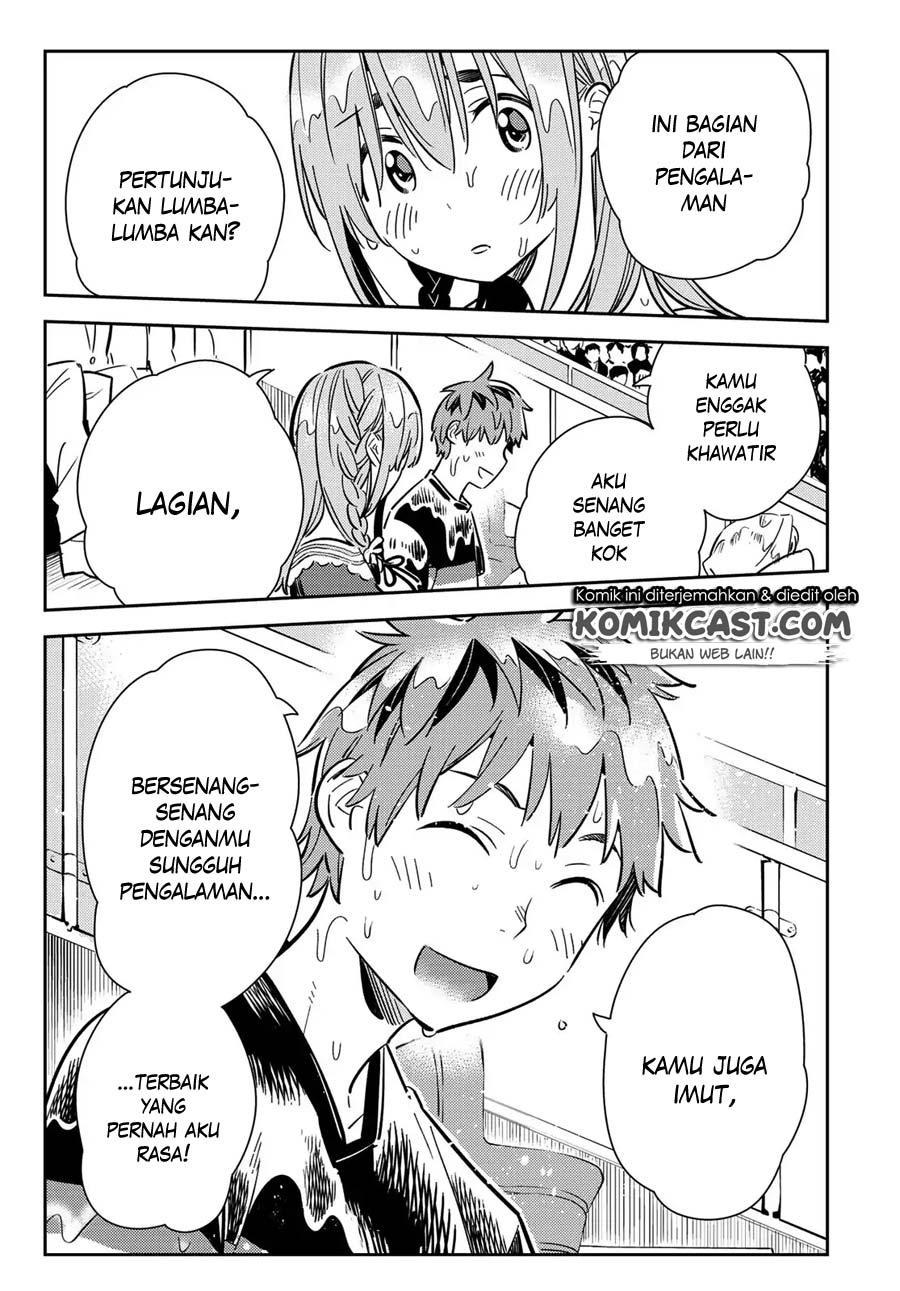 INI BAGIAN
DARI
PENGALA-
MAN
PERTUNJU-
KAN LUMBA-
LUMBA KAN?
KAMU
ENGGAK
PERLU
KHAWATIR
AKU
SENANG
BANGET
KOK
LAGIAN,
Komik ini diterjemahkan & diedit oleh
KOMIKCAST.COM
BUKAN WEB LAIN!!
KAMU JUGA
IMUT,
BERSENANG-
SENANG
DENGANMU
SUNGGUH
PENGALAMAN...
...TERBAIK
YANG
PERNAH AKU
RASA!